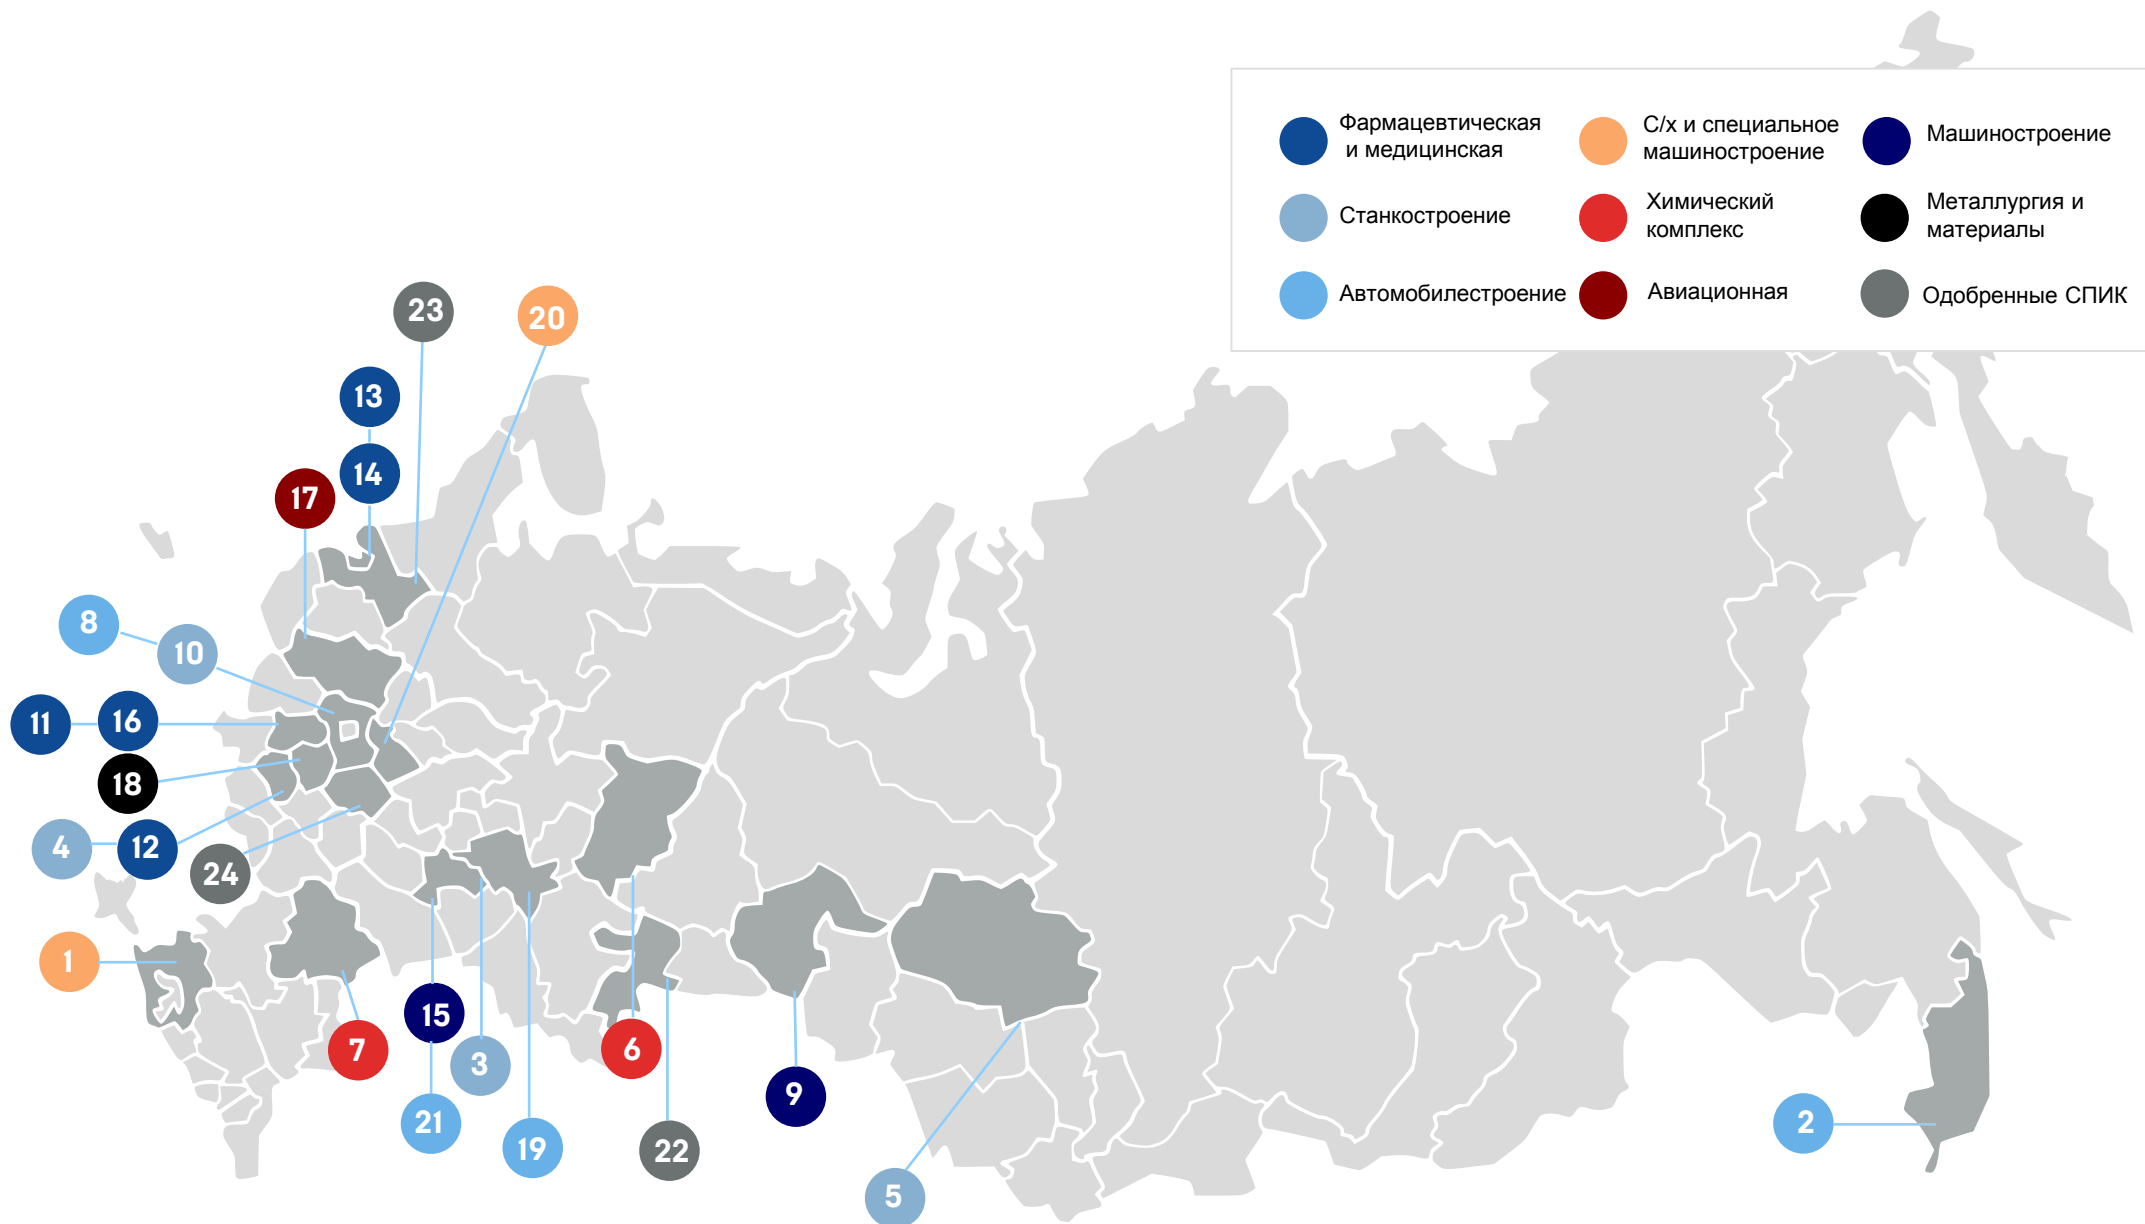 Фармацевтическая
и медицинская
С/х и специальное
машиностроение
Машиностроение
Станкостроение
Химический
комплекс
Металлургия и
материалы
Автомобилестроение
Авиационная
Одобренные СПИК
23
20
13
14
17
8
10
11
16
18
4
12
24
1
7
15
3
21
19
6
22
9
5
2